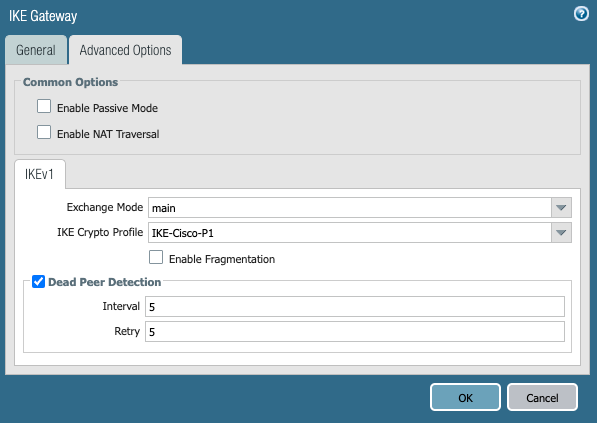 IKE Gateway
?
General
Advanced Options
Common Options
Enable Passive Mode
Enable NAT Traversal
IKEv1
Exchange Mode main
IKE Crypto Profile IKE-Cisco-P1
Enable Fragmentation
Dead Peer Detection
Interval 5
Retry 5
OK
Cancel